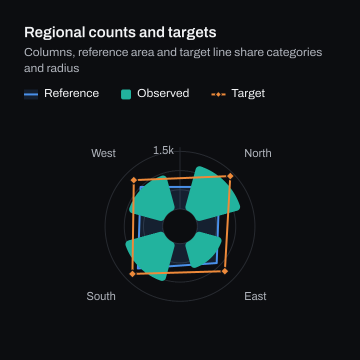 Regional counts and targets
Columns, reference area and target line share categories
and radius
Reference
Observed
Target
1.5k
West
North
South
East